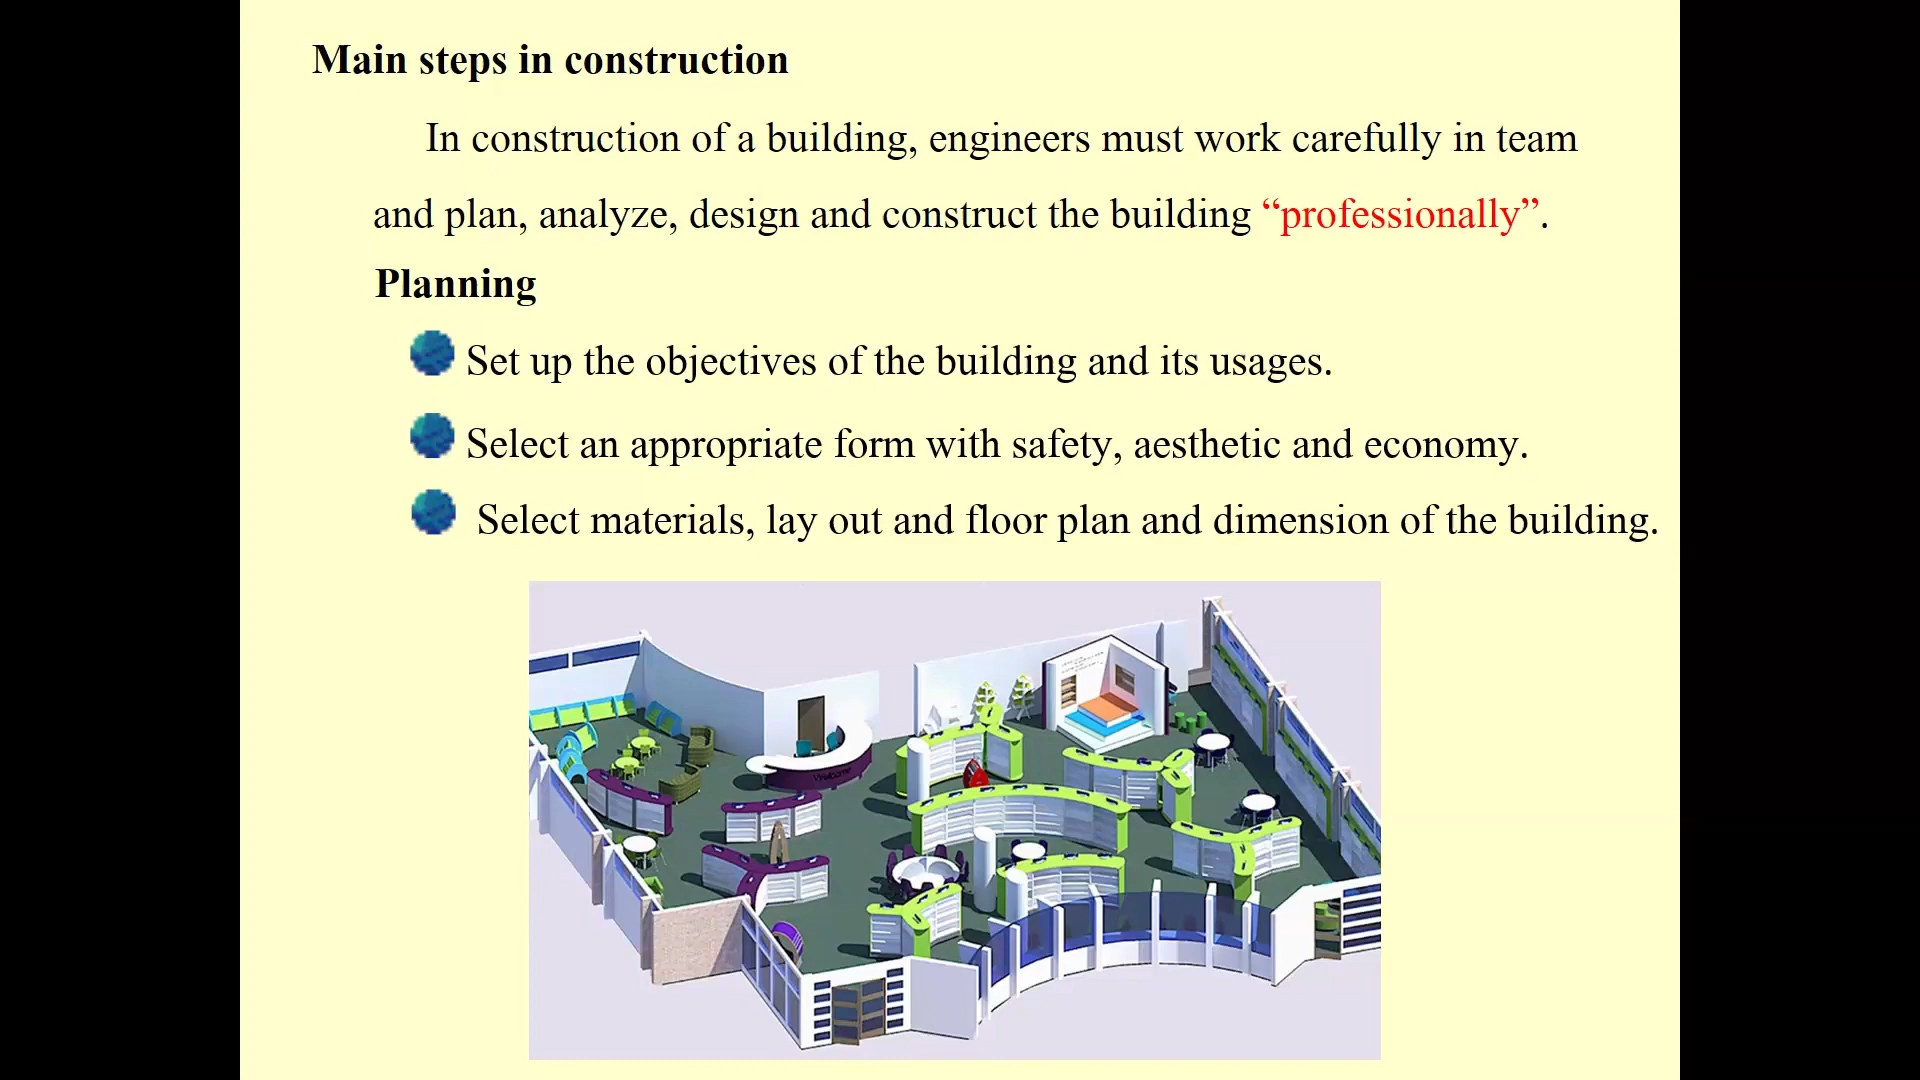 Main steps in construction
In construction of a building, engineers must work carefully in team
and plan, analyze, design and construct the building “professionally”.
Planning
Set up the objectives of the building and its usages.
Select an appropriate form with safety, aesthetic and economy.
Select materials, lay out and floor plan and dimension of the building.
Welcome